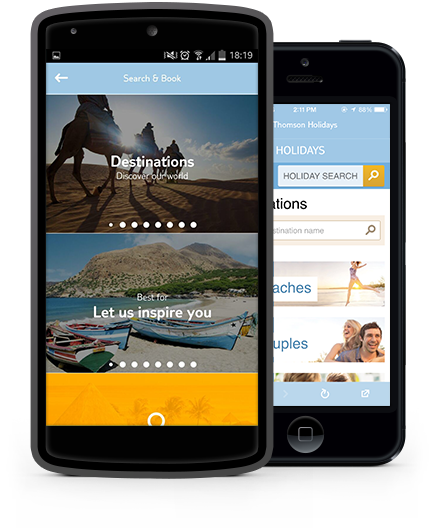 18:19
Search & Book
Destinations
Discover our world
Best for
Let us inspire you
2:11 PM
88%
Thomson Holidays
HOLIDAYS
HOLIDAY SEARCH
ations
stination name
aches
uples